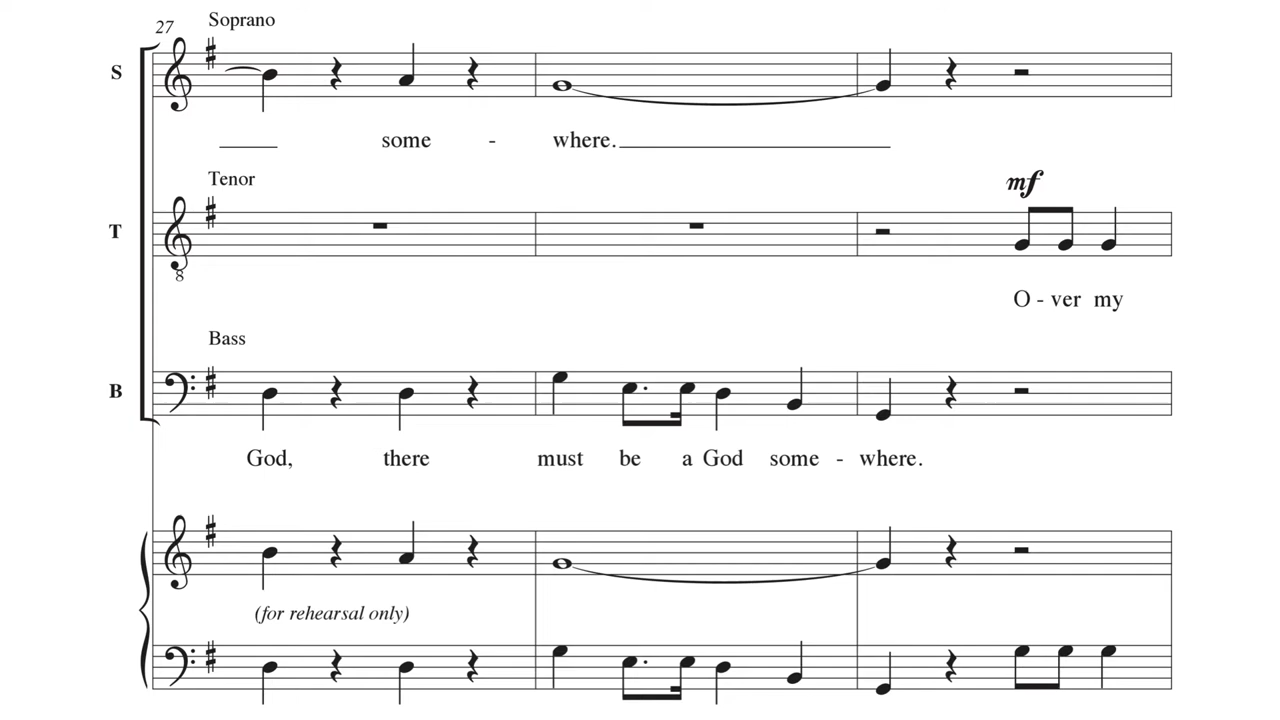 27
Soprano
S
some - where.
Tenor
mf
T
8
O - ver my
Bass
B
God, there must be a God some - where.
(for rehearsal only)